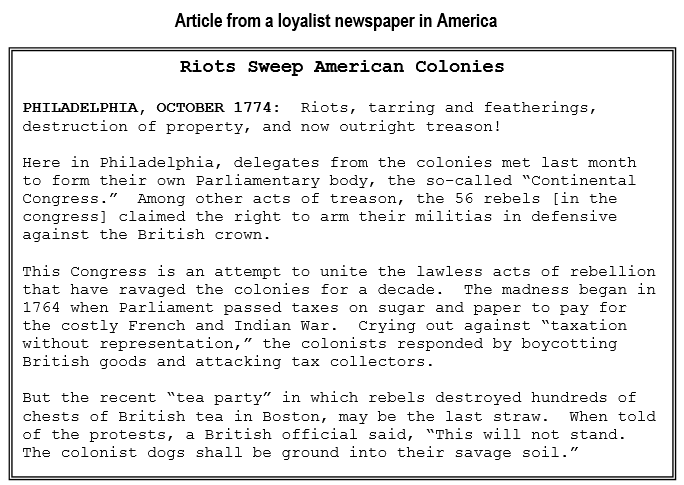 Article from a loyalist newspaper in America
Riots Sweep American Colonies
PHILADELPHIA, OCTOBER 1774: Riots, tarring and featherings,
destruction of property, and now outright treason!
Here in Philadelphia, delegates from the colonies met last month
to form their own Parliamentary body, the so-called “Continental
Congress.” Among other acts of treason, the 56 rebels [in the
congress] claimed the right to arm their militias in defensive
against the British crown.
This Congress is an attempt to unite the lawless acts of rebellion
that have ravaged the colonies for a decade. The madness began in
1764 when Parliament passed taxes on sugar and paper to pay for
the costly French and Indian War. Crying out against “taxation
without representation,” the colonists responded by boycotting
British goods and attacking tax collectors.
But the recent “tea party” in which rebels destroyed hundreds of
chests of British tea in Boston, may be the last straw. When told
of the protests, a British official said, “This will not stand.
The colonist dogs shall be ground into their savage soil.”